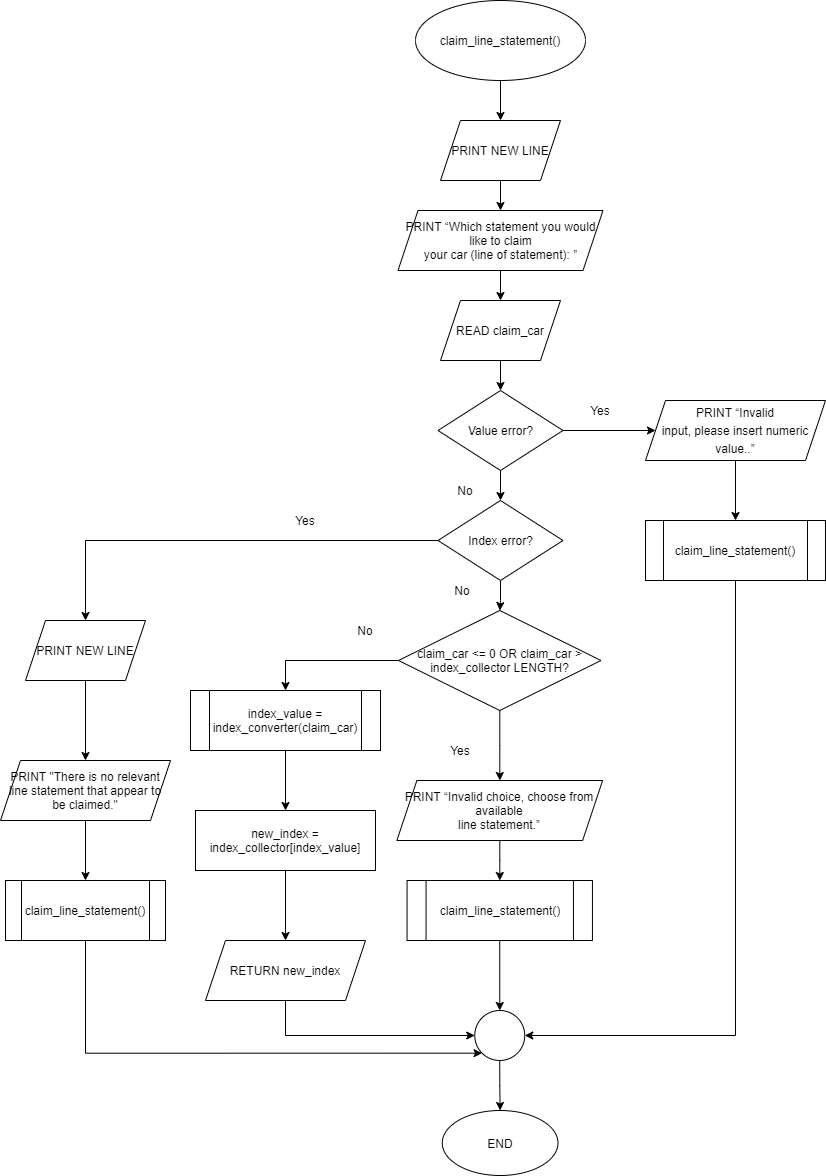 claim_line_statement()
PRINT NEW LINE
PRINT “Which statement you would
like to claim
your car (line of statement): ”
READ claim_car
Value error?
Yes
PRINT “Invalid
input, please insert numeric
value..”
No
claim_line_statement()
Index error?
Yes
No
PRINT NEW LINE
No
claim_car <= 0 OR claim_car >
index_collector LENGTH?
index_value =
index_converter(claim_car)
Yes
PRINT "There is no relevant
line statement that appear to
be claimed."
PRINT “Invalid choice, choose from
available
line statement.”
new_index =
index_collector[index_value]
claim_line_statement()
claim_line_statement()
RETURN new_index
END